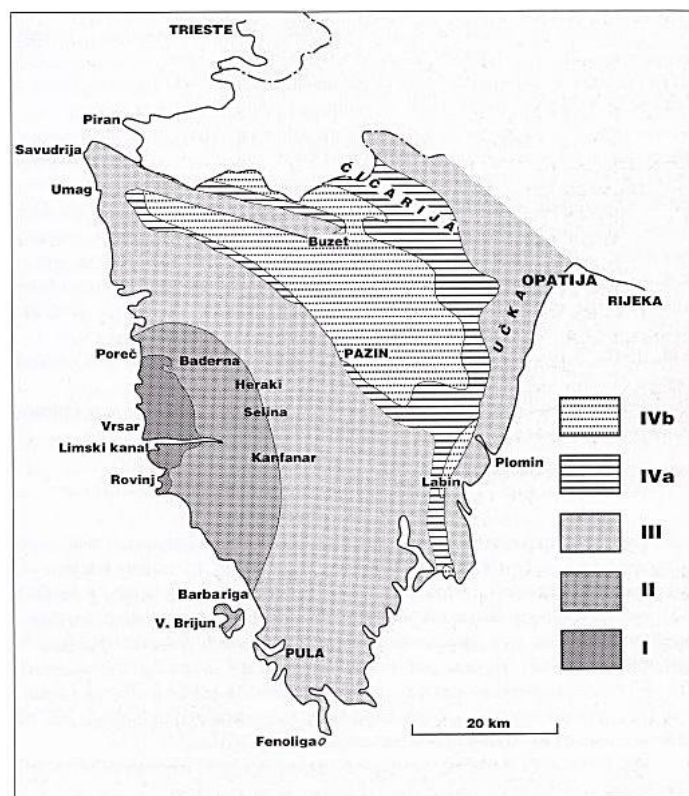 TRIESTE
Piran
Savudrija
Umag
ĆIĆARIJA
Buzet
OPATIJA
RIJEKA
UČKA
PAZIN
Poreč
Baderna
Heraki
Selina
Vrsar
Limski kanal
Kanfanar
Rovinj
Labin
Plomin
IVb
IVa
III
II
I
Barbariga
V. Brijun
PULA
20 km
Fenoliga